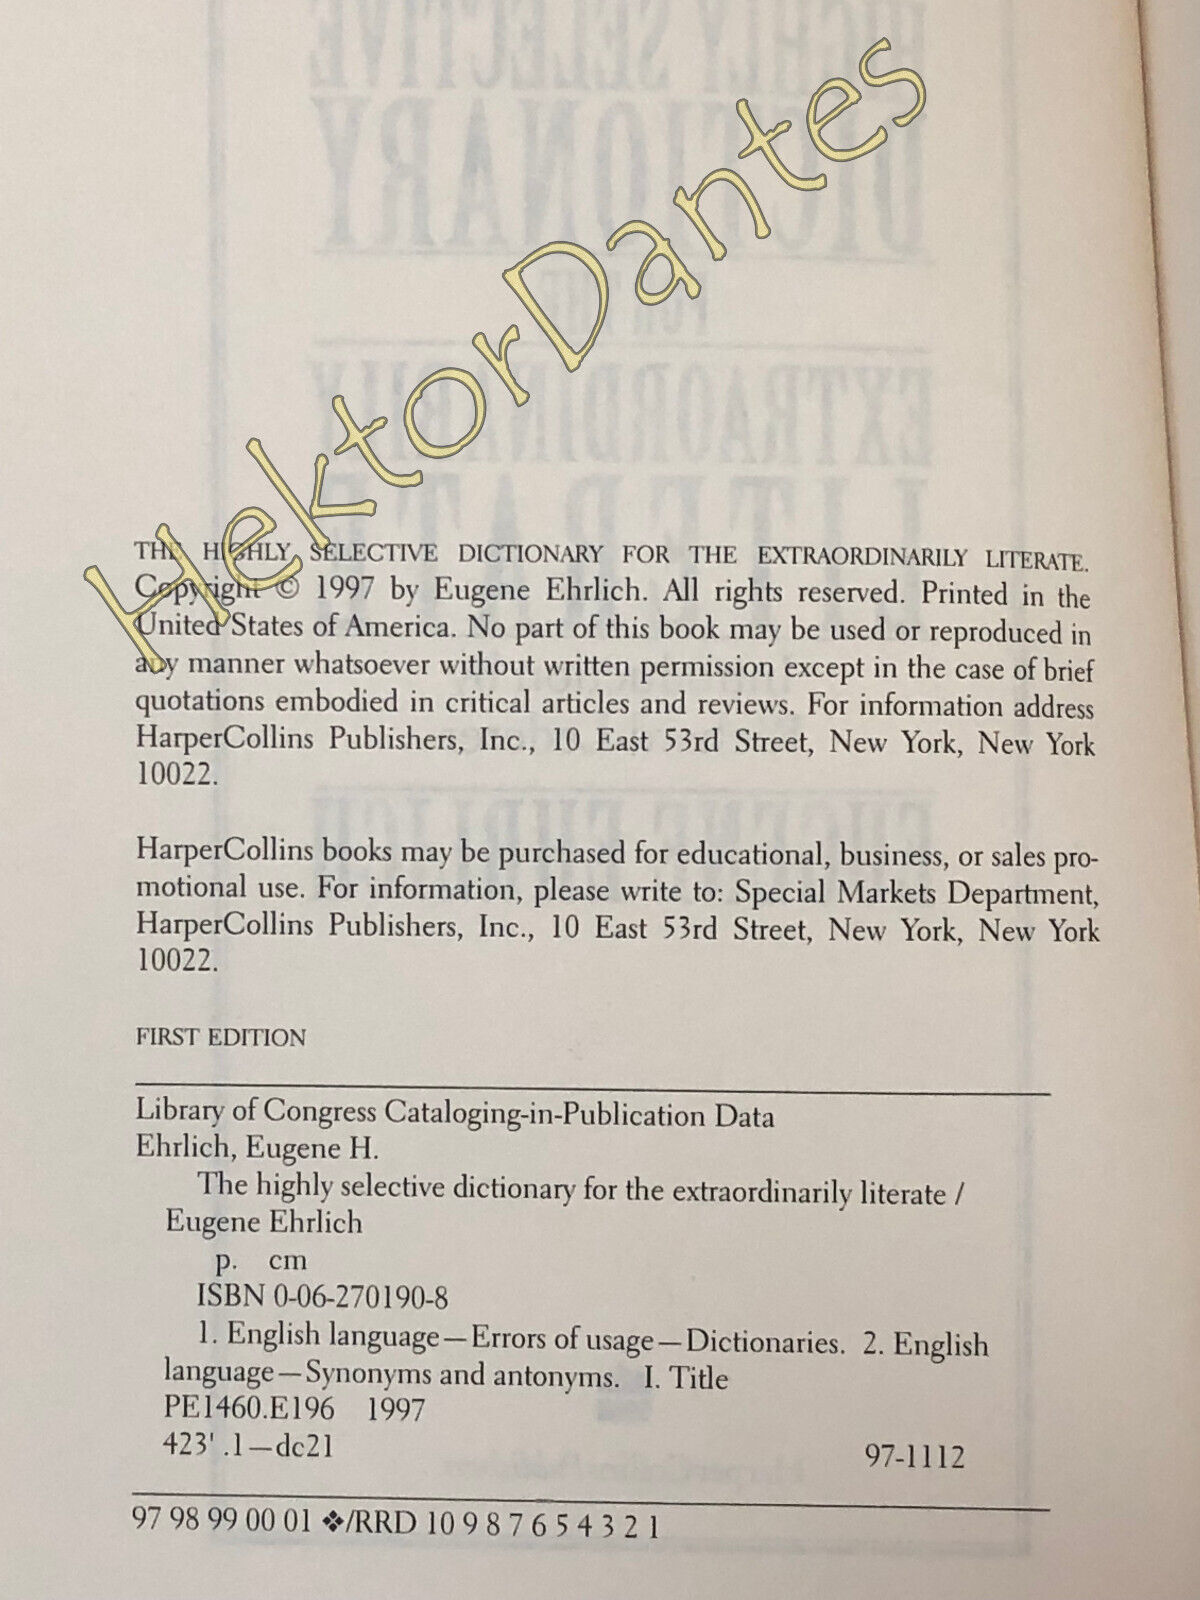 HektorDantes
THE HIGHLY SELECTIVE DICTIONARY FOR THE EXTRAORDINARILY LITERATE.
Copyright © 1997 by Eugene Ehrlich. All rights reserved. Printed in the
United States of America. No part of this book may be used or reproduced in
any manner whatsoever without written permission except in the case of brief
quotations embodied in critical articles and reviews. For information address
HarperCollins Publishers, Inc., 10 East 53rd Street, New York, New York
10022.
HarperCollins books may be purchased for educational, business, or sales pro-
motional use. For information, please write to: Special Markets Department,
HarperCollins Publishers, Inc., 10 East 53rd Street, New York, New York
10022.
FIRST EDITION
Library of Congress Cataloging-in-Publication Data
Ehrlich, Eugene H.
The highly selective dictionary for the extraordinarily literate /
Eugene Ehrlich
p. cm
ISBN 0-06-270190-8
1. English language—Errors of usage—Dictionaries. 2. English
language—Synonyms and antonyms. I. Title
PE1460.E196 1997
423' .1—dc21
97-1112
97 98 99 00 01 ❖/RRD 10 9 8 7 6 5 4 3 2 1